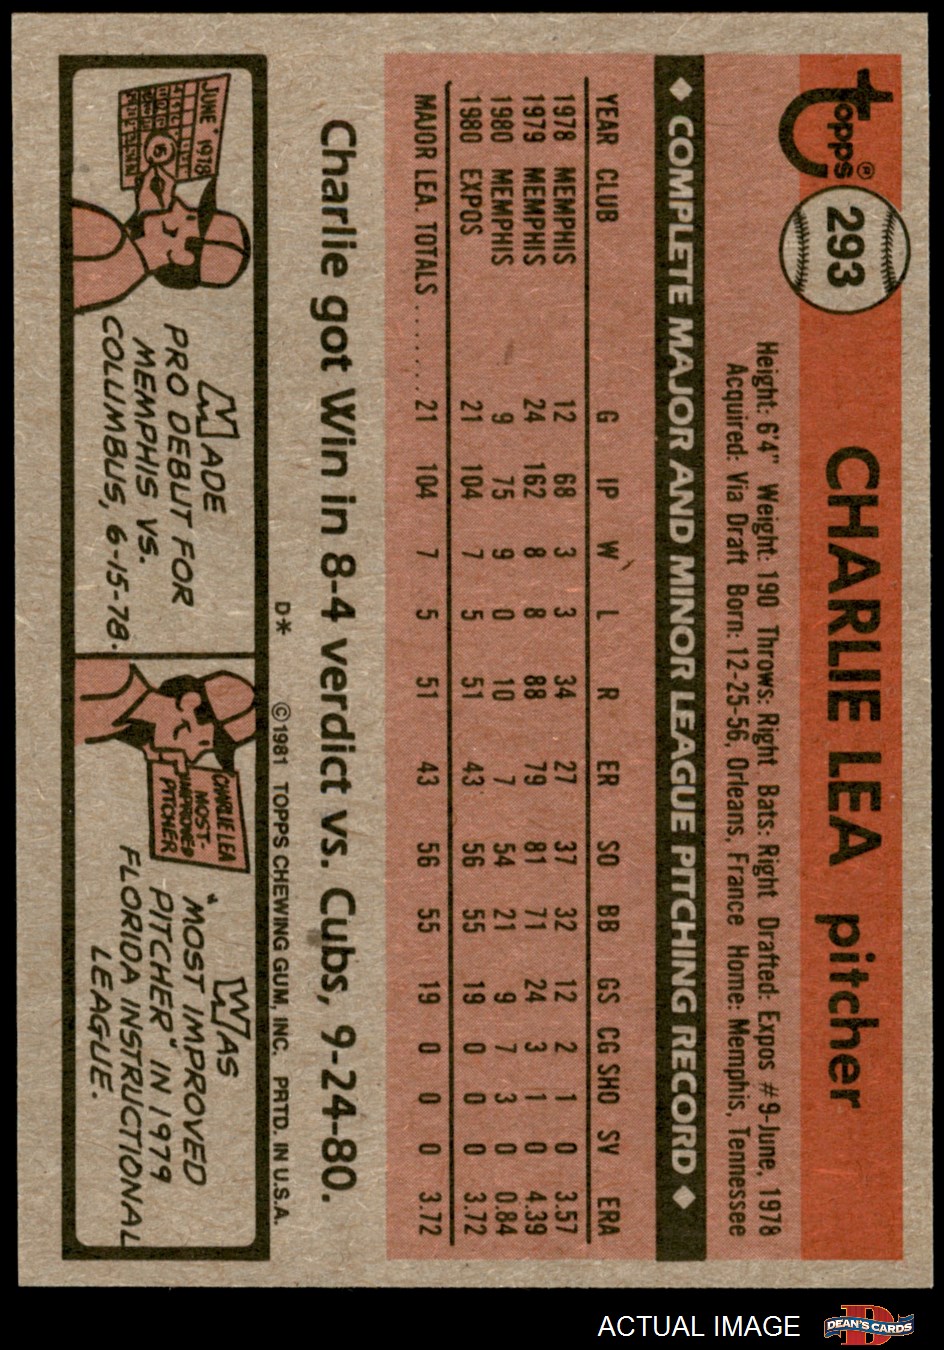 Topps®
293
CHARLIE LEA pitcher
Height: 6'4" Weight: 190 Throws: Right Bats: Right Drafted: Expos #9-June, 1978
Acquired: Via Draft Born: 12-25-56, Orleans, France Home: Memphis, Tennessee
◆ COMPLETE MAJOR AND MINOR LEAGUE PITCHING RECORD ◆
YEAR CLUB G IP W L R ER SO BB GS CG SHO SV ERA
1978 MEMPHIS 12 68 3 3 34 27 37 32 12 2 1 0 3.57
1979 MEMPHIS 24 162 8 8 88 79 81 71 24 3 1 0 4.39
1980 MEMPHIS 9 75 9 0 10 7 54 21 9 7 3 0 0.84
1980 EXPOS 21 104 7 5 51 43 56 55 19 0 0 0 3.72
MAJOR LEA. TOTALS ...... 21 104 7 5 51 43 56 55 19 0 0 0 3.72
Charlie got Win in 8-4 verdict vs. Cubs, 9-24-80.
D* ©1981 TOPPS CHEWING GUM, INC. PRTD. IN U.S.A.
JUNE 1978
15
MADE
PRO DEBUT FOR
MEMPHIS VS.
COLUMBUS, 6-15-78.
CHARLIE LEA
MOST-
IMPROVED
PITCHER
WAS
"MOST IMPROVED
PITCHER" IN 1979
FLORIDA INSTRUCTIONAL
LEAGUE.
ACTUAL IMAGE
D
DEAN'S CARDS